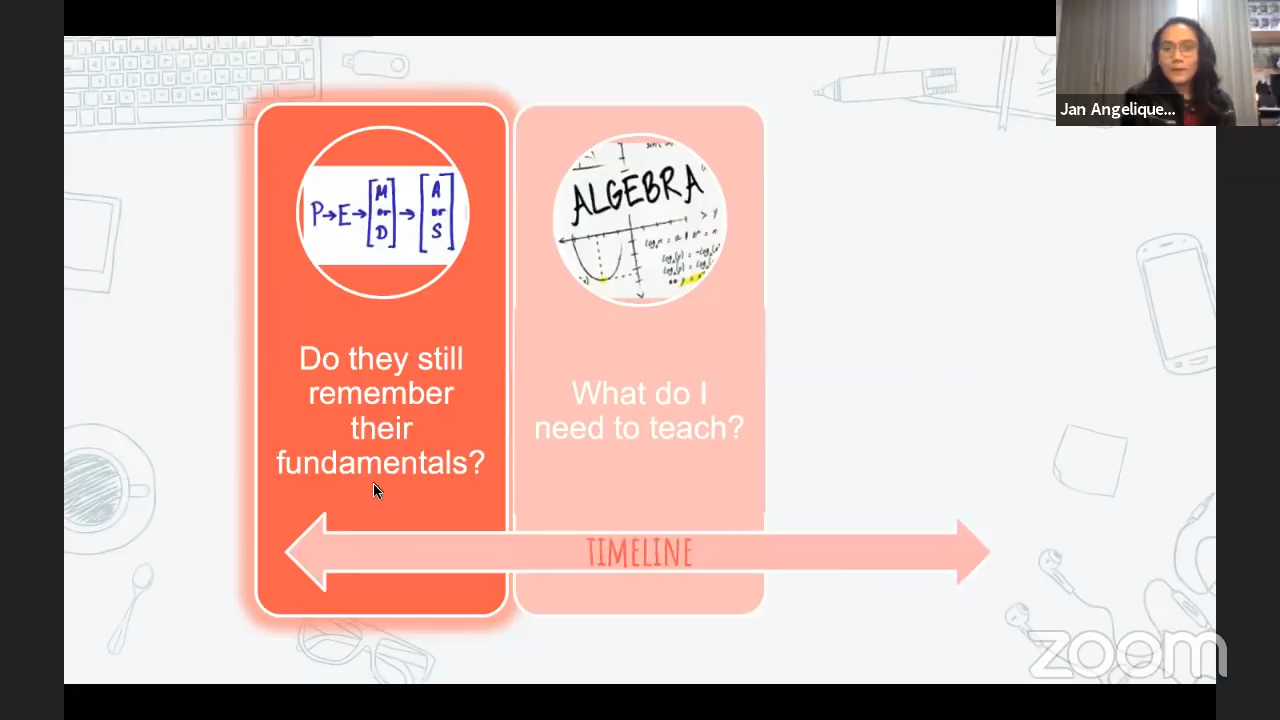 Jan Angelique...
P→E→[M or D]→[A or S]
ALGEBRA
Do they still
remember
their
fundamentals?
What do I
need to teach?
TIMELINE
zoom